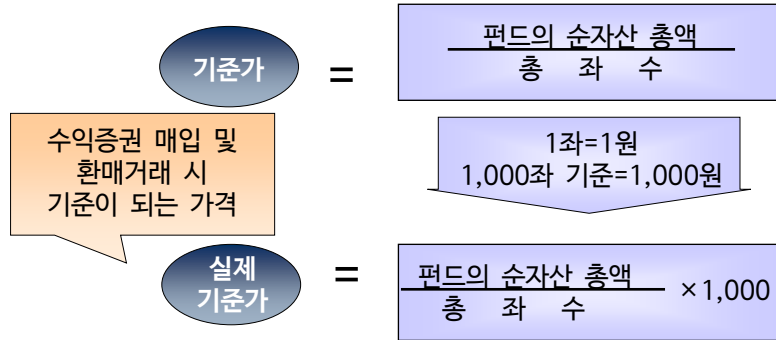 기준가
=
펀드의 순자산 총액
총 좌 수
수익증권 매입 및
환매거래 시
기준이 되는 가격
1좌=1원
1,000좌 기준=1,000원
실제
기준가
=
펀드의 순자산 총액
총 좌 수
×1,000